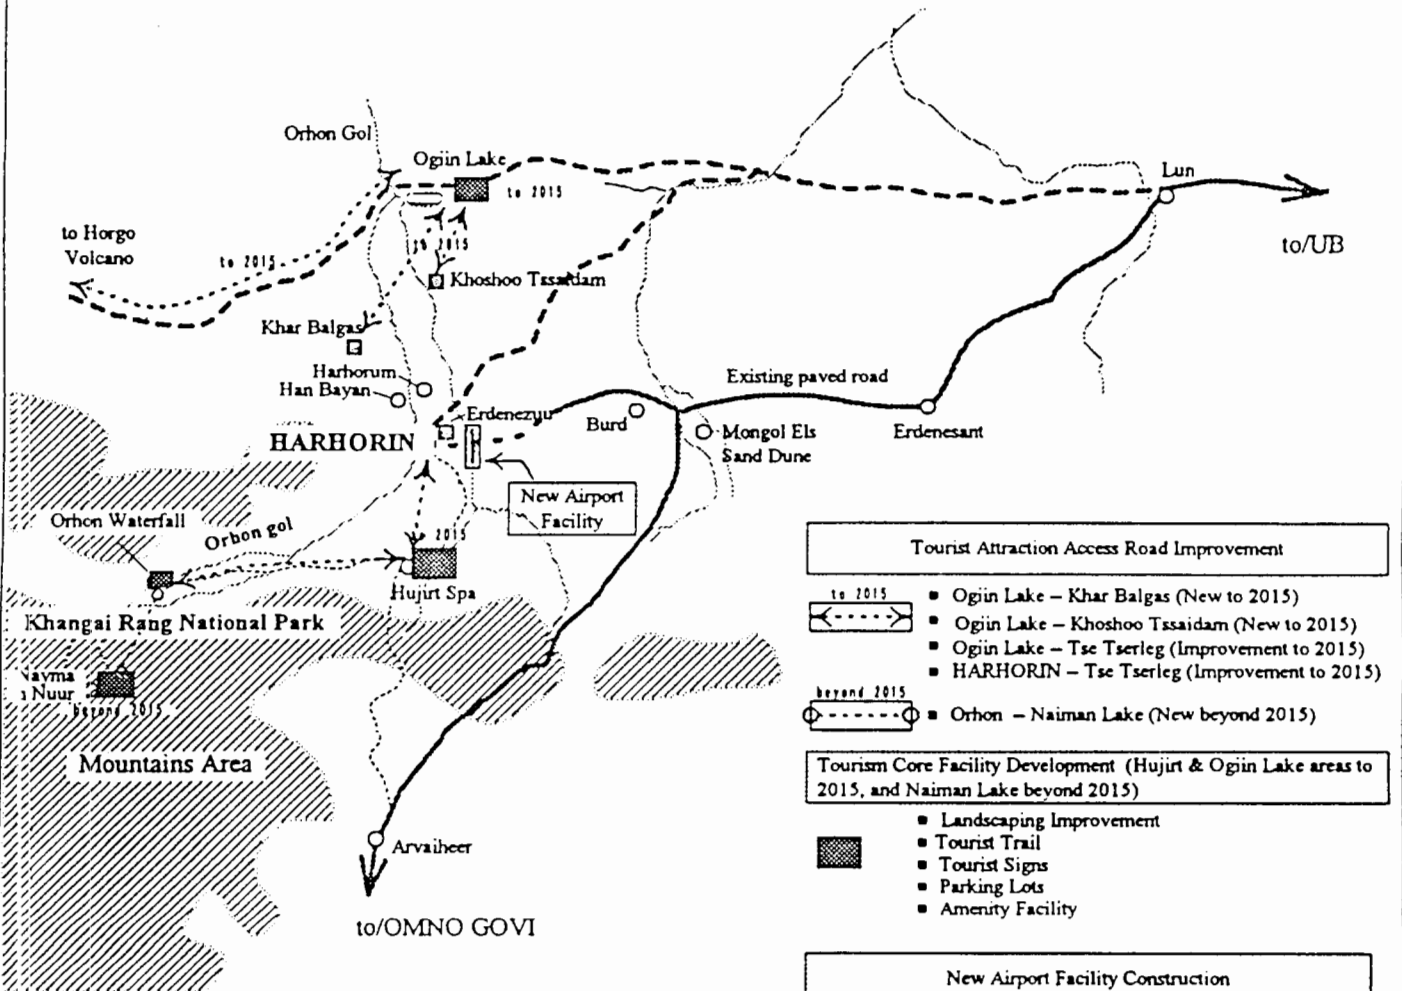 Orhon Gol
Ogiin Lake
to 2015
Lun
to/UB
to Horgo
Volcano
to 2015
to 2015
Khoshoo Tssaidam
Khar Balgas
Harhorum
Han Bayan
Existing paved road
Erdenezuu
Burd
HARHORIN
Mongol Els
Sand Dune
Erdenesant
New Airport
Facility
Orhon Waterfall
Orhon gol
2015
Hujirt Spa
Khangai Rang National Park
Nayma
n Nuur
beyond 2015
Mountains Area
Arvaiheer
to/OMNO GOVI
Tourist Attraction Access Road Improvement
to 2015
▪ Ogiin Lake – Khar Balgas (New to 2015)
▪ Ogiin Lake – Khoshoo Tssaidam (New to 2015)
▪ Ogiin Lake – Tse Tserleg (Improvement to 2015)
▪ HARHORIN – Tse Tserleg (Improvement to 2015)
beyond 2015
▪ Orhon – Naiman Lake (New beyond 2015)
Tourism Core Facility Development (Hujirt & Ogiin Lake areas to
2015, and Naiman Lake beyond 2015)
▪ Landscaping Improvement
▪ Tourist Trail
▪ Tourist Signs
▪ Parking Lots
▪ Amenity Facility
New Airport Facility Construction